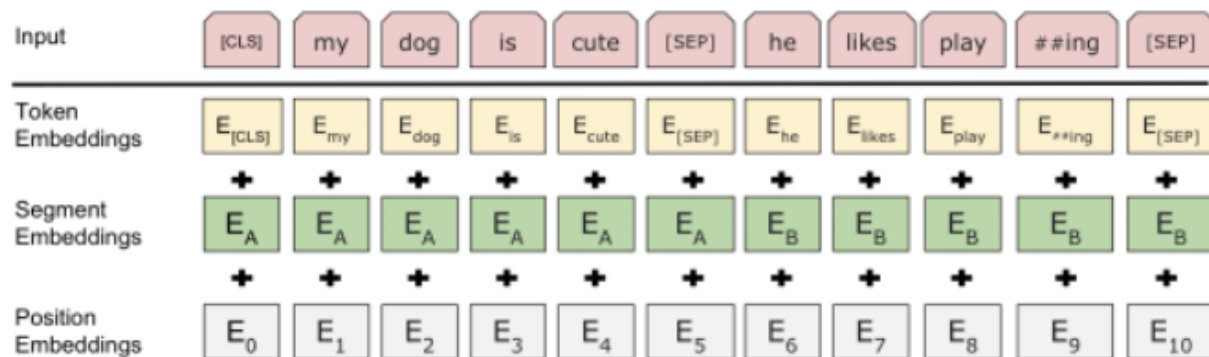 Input [CLS] my dog is cute [SEP] he likes play ##ing [SEP]
Token Embeddings E[CLS] Emy Edog Eis Ecute E[SEP] Ehe Elikes Eplay E##ing E[SEP]
+ + + + + + + + + + +
Segment Embeddings EA EA EA EA EA EA EB EB EB EB EB
+ + + + + + + + + + +
Position Embeddings E0 E1 E2 E3 E4 E5 E6 E7 E8 E9 E10